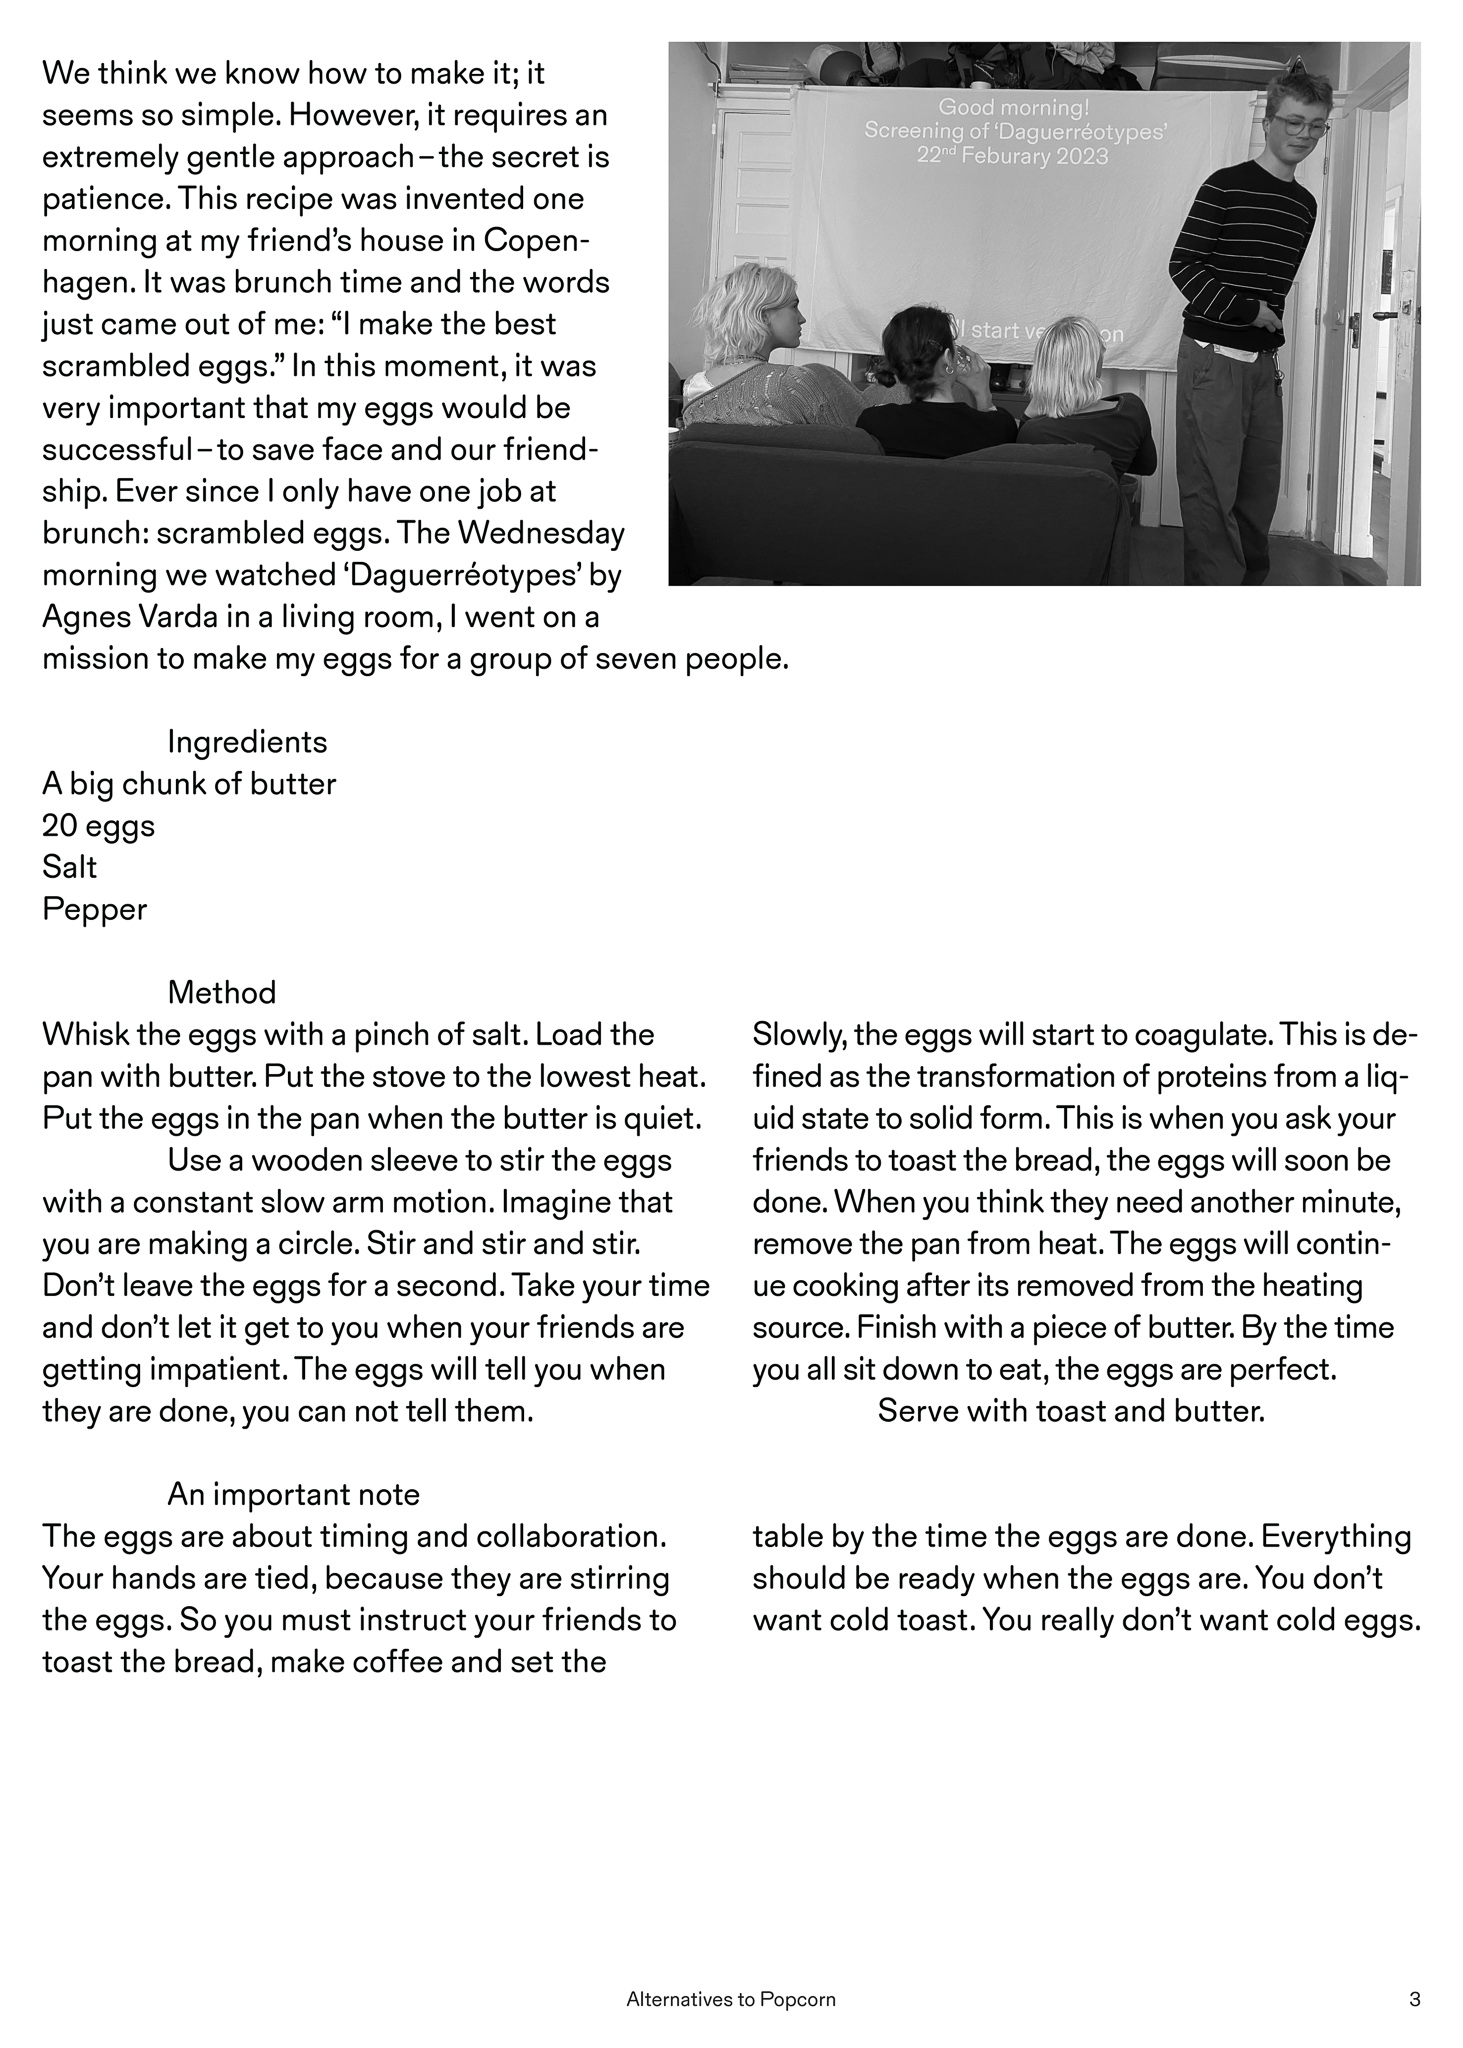 We think we know how to make it; it
seems so simple. However, it requires an
extremely gentle approach – the secret is
patience. This recipe was invented one
morning at my friend’s house in Copen-
hagen. It was brunch time and the words
just came out of me: “I make the best
scrambled eggs.” In this moment, it was
very important that my eggs would be
successful – to save face and our friend-
ship. Ever since I only have one job at
brunch: scrambled eggs. The Wednesday
morning we watched ‘Daguerréotypes’ by
Agnes Varda in a living room, I went on a
mission to make my eggs for a group of seven people.
Good morning!
Screening of ‘Daguerréotypes’
22nd Feburary 2023
start
Ingredients
A big chunk of butter
20 eggs
Salt
Pepper
Method
Whisk the eggs with a pinch of salt. Load the
pan with butter. Put the stove to the lowest heat.
Put the eggs in the pan when the butter is quiet.
Use a wooden sleeve to stir the eggs
with a constant slow arm motion. Imagine that
you are making a circle. Stir and stir and stir.
Don’t leave the eggs for a second. Take your time
and don’t let it get to you when your friends are
getting impatient. The eggs will tell you when
they are done, you can not tell them.
Slowly, the eggs will start to coagulate. This is de-
fined as the transformation of proteins from a liq-
uid state to solid form. This is when you ask your
friends to toast the bread, the eggs will soon be
done. When you think they need another minute,
remove the pan from heat. The eggs will contin-
ue cooking after its removed from the heating
source. Finish with a piece of butter. By the time
you all sit down to eat, the eggs are perfect.
Serve with toast and butter.
An important note
The eggs are about timing and collaboration.
Your hands are tied, because they are stirring
the eggs. So you must instruct your friends to
toast the bread, make coffee and set the
table by the time the eggs are done. Everything
should be ready when the eggs are. You don’t
want cold toast. You really don’t want cold eggs.
Alternatives to Popcorn
3